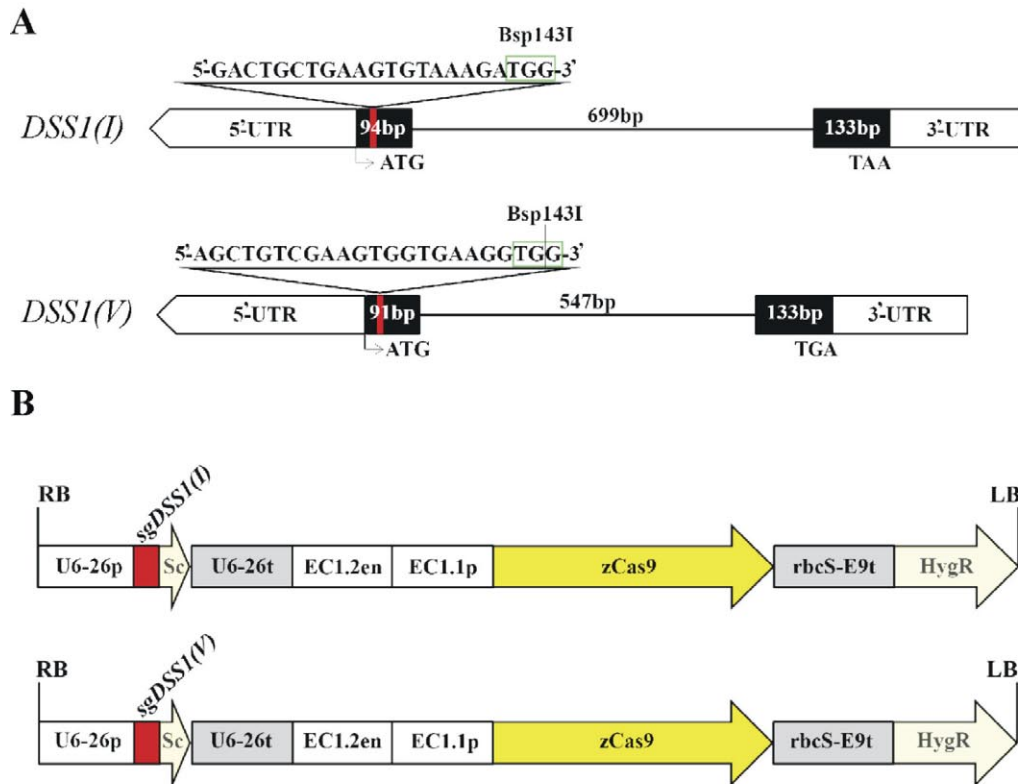 A
Bsp143I
5'-GACTGCTGAAGTGTAAAGATGG-3'
DSS1(I)
5'-UTR 94bp 699bp 133bp 3'-UTR
ATG TAA
Bsp143I
5'-AGCTGTCGAAGTGGTGAAGGTGG-3'
DSS1(V)
5'-UTR 91bp 547bp 133bp 3'-UTR
ATG TGA
B
RB sgDSS1(I) LB
U6-26p Sc U6-26t EC1.2en EC1.1p zCas9 rbcS-E9t HygR
RB sgDSS1(V) LB
U6-26p Sc U6-26t EC1.2en EC1.1p zCas9 rbcS-E9t HygR